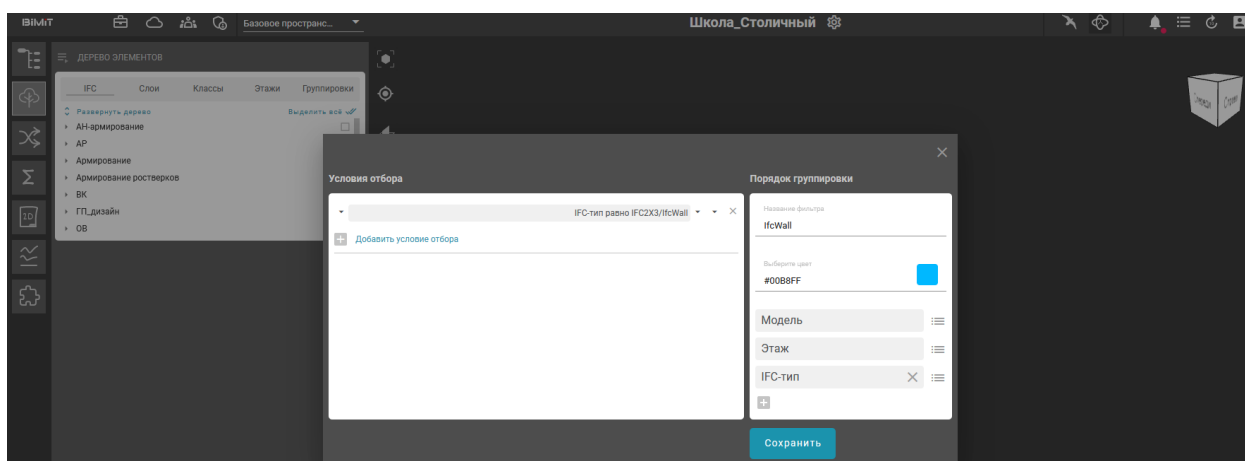 BIMIT
Базовое пространс...
Школа_Столичный
ДЕРЕВО ЭЛЕМЕНТОВ
IFC Слои Классы Этажи Группировки
Развернуть дерево Выделить всё
АН-армирование
АР
Армирование
Армирование ростверков
ВК
ГП_дизайн
ОВ
2D
Условия отбора
IFC-тип равно IFC2X3/IfcWall
Добавить условие отбора
Порядок группировки
Название фильтра
IfcWall
Выберите цвет
#00B8FF
Модель
Этаж
IFC-тип
Сохранить